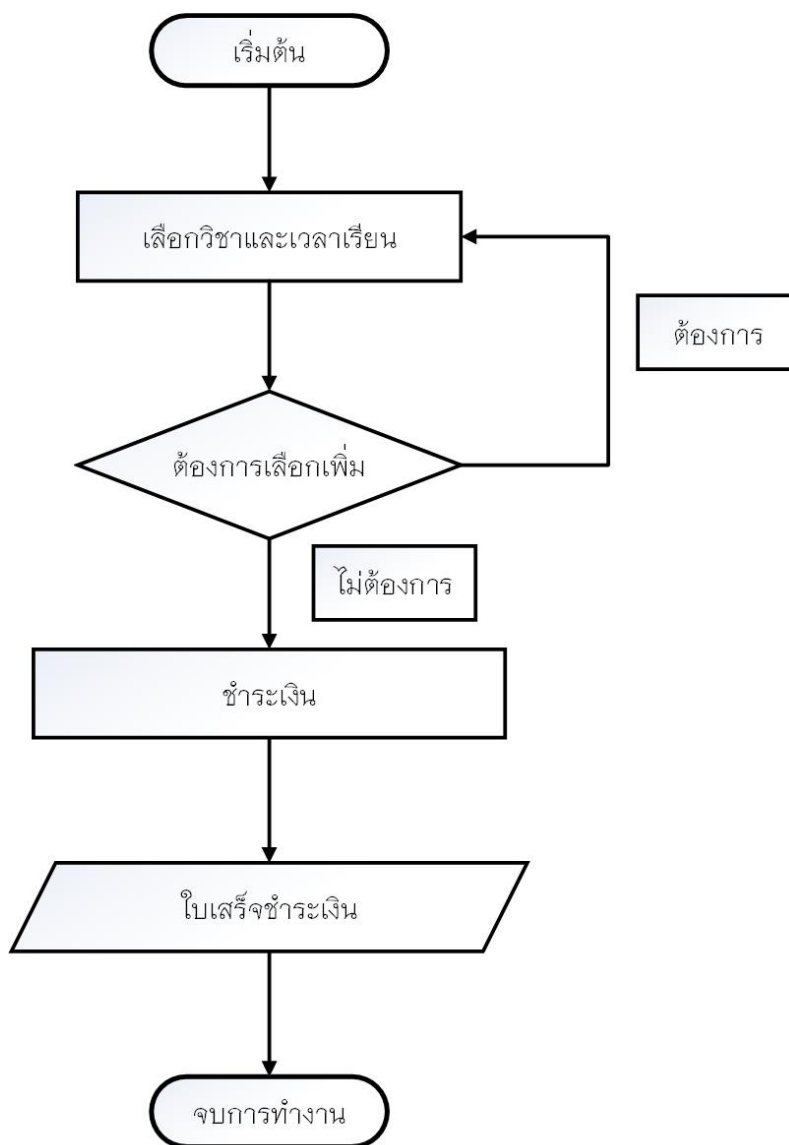 เริ่มต้น
เลือกวิชาและเวลาเรียน
ต้องการ
ต้องการเลือกเพิ่ม
ไม่ต้องการ
ชำระเงิน
ใบเสร็จชำระเงิน
จบการทำงาน